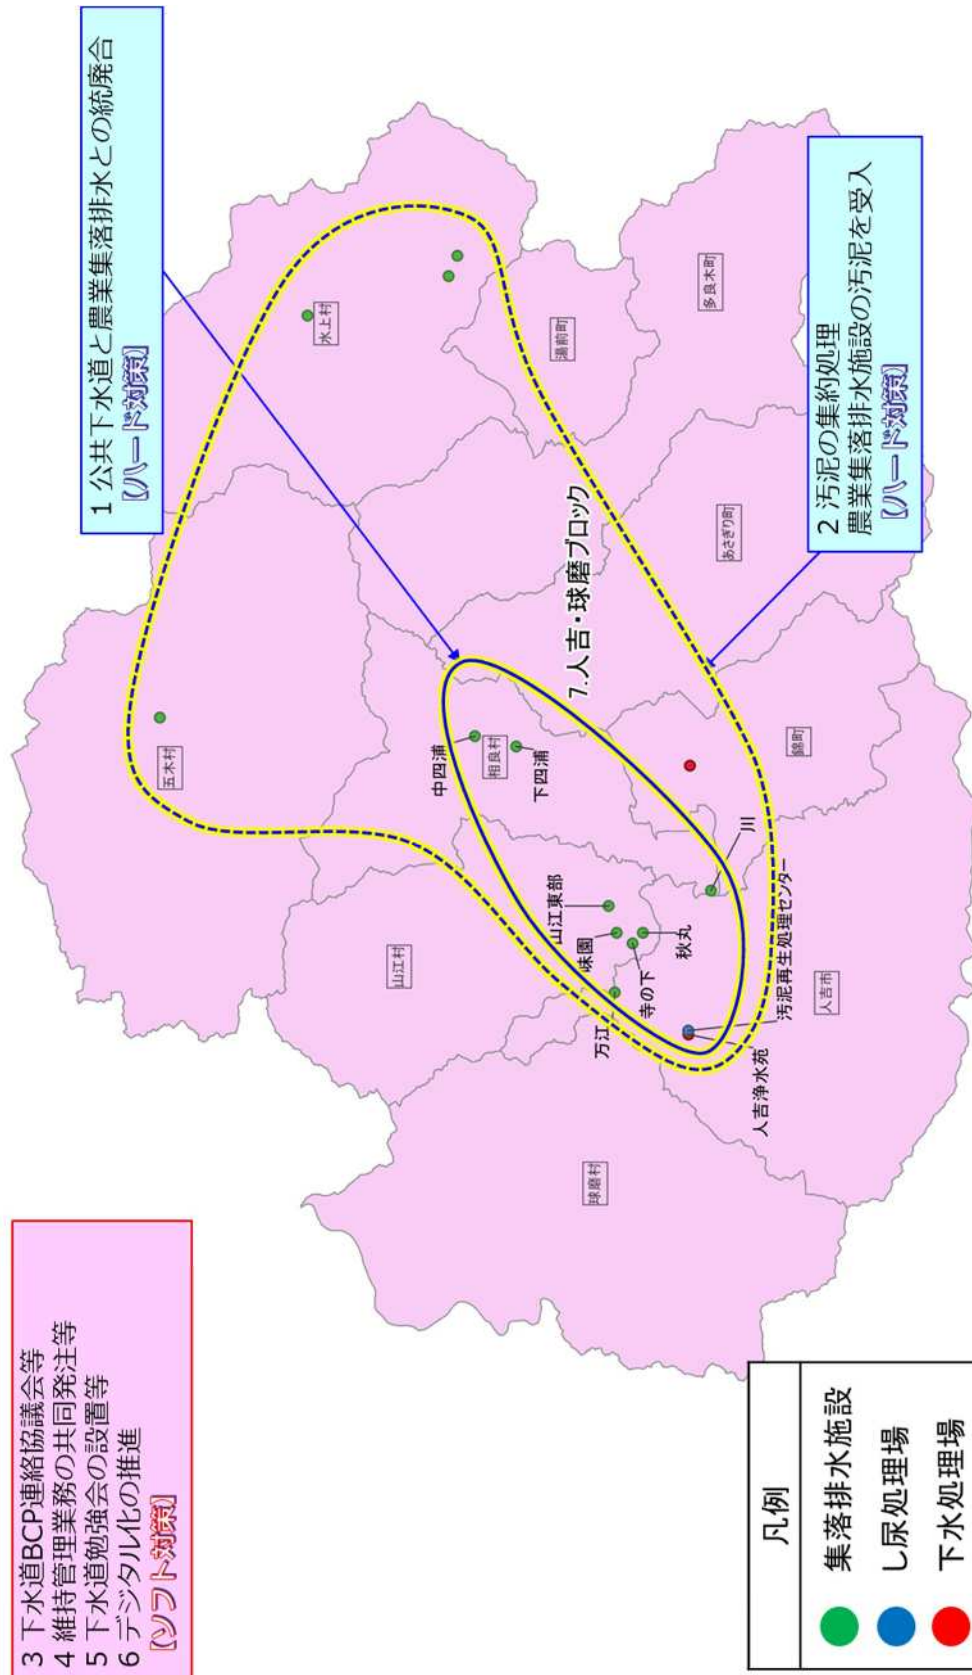 3 下水道BCP連絡協議会等
4 維持管理業務の共同発注等
5 下水道勉強会の設置等
6 デジタル化の推進
【ソフト対策】
1 公共下水道と農業集落排水との統廃合
【ハード対策】
五木村
水上村
中四浦
相良村
下四浦
山江村
山江東部
味園
万江
寺の下
秋丸
川
7.人吉・球磨ブロック
湯前町
多良木町
あさぎり町
錦町
球磨村
人吉浄水苑
汚泥再生処理センター
人吉市
2 汚泥の集約処理
農業集落排水施設の汚泥を受入
【ハード対策】
凡例
集落排水施設
し尿処理場
下水処理場